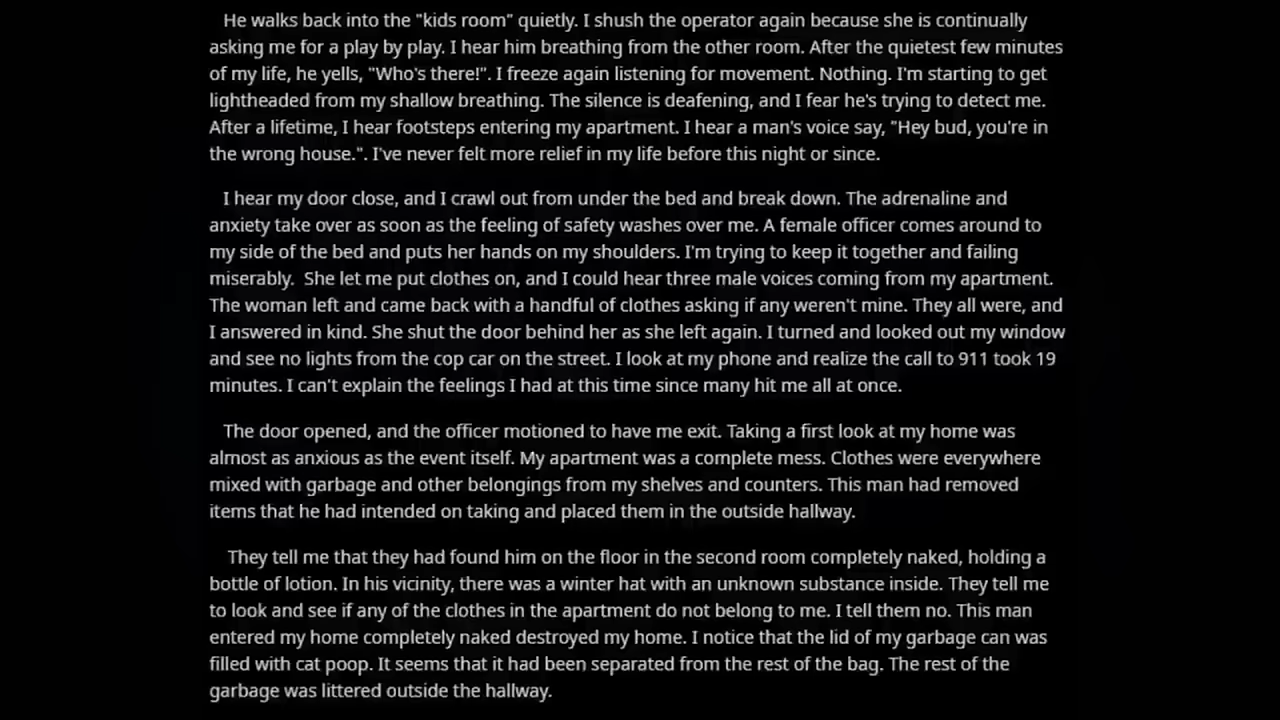 He walks back into the "kids room" quietly. I shush the operator again because she is continually
asking me for a play by play. I hear him breathing from the other room. After the quietest few minutes
of my life, he yells, "Who's there!". I freeze again listening for movement. Nothing. I'm starting to get
lightheaded from my shallow breathing. The silence is deafening, and I fear he's trying to detect me.
After a lifetime, I hear footsteps entering my apartment. I hear a man's voice say, "Hey bud, you're in
the wrong house.". I've never felt more relief in my life before this night or since.
I hear my door close, and I crawl out from under the bed and break down. The adrenaline and
anxiety take over as soon as the feeling of safety washes over me. A female officer comes around to
my side of the bed and puts her hands on my shoulders. I'm trying to keep it together and failing
miserably.  She let me put clothes on, and I could hear three male voices coming from my apartment.
The woman left and came back with a handful of clothes asking if any weren't mine. They all were, and
I answered in kind. She shut the door behind her as she left again. I turned and looked out my window
and see no lights from the cop car on the street. I look at my phone and realize the call to 911 took 19
minutes. I can't explain the feelings I had at this time since many hit me all at once.
The door opened, and the officer motioned to have me exit. Taking a first look at my home was
almost as anxious as the event itself. My apartment was a complete mess. Clothes were everywhere
mixed with garbage and other belongings from my shelves and counters. This man had removed
items that he had intended on taking and placed them in the outside hallway.
They tell me that they had found him on the floor in the second room completely naked, holding a
bottle of lotion. In his vicinity, there was a winter hat with an unknown substance inside. They tell me
to look and see if any of the clothes in the apartment do not belong to me. I tell them no. This man
entered my home completely naked destroyed my home. I notice that the lid of my garbage can was
filled with cat poop. It seems that it had been separated from the rest of the bag. The rest of the
garbage was littered outside the hallway.